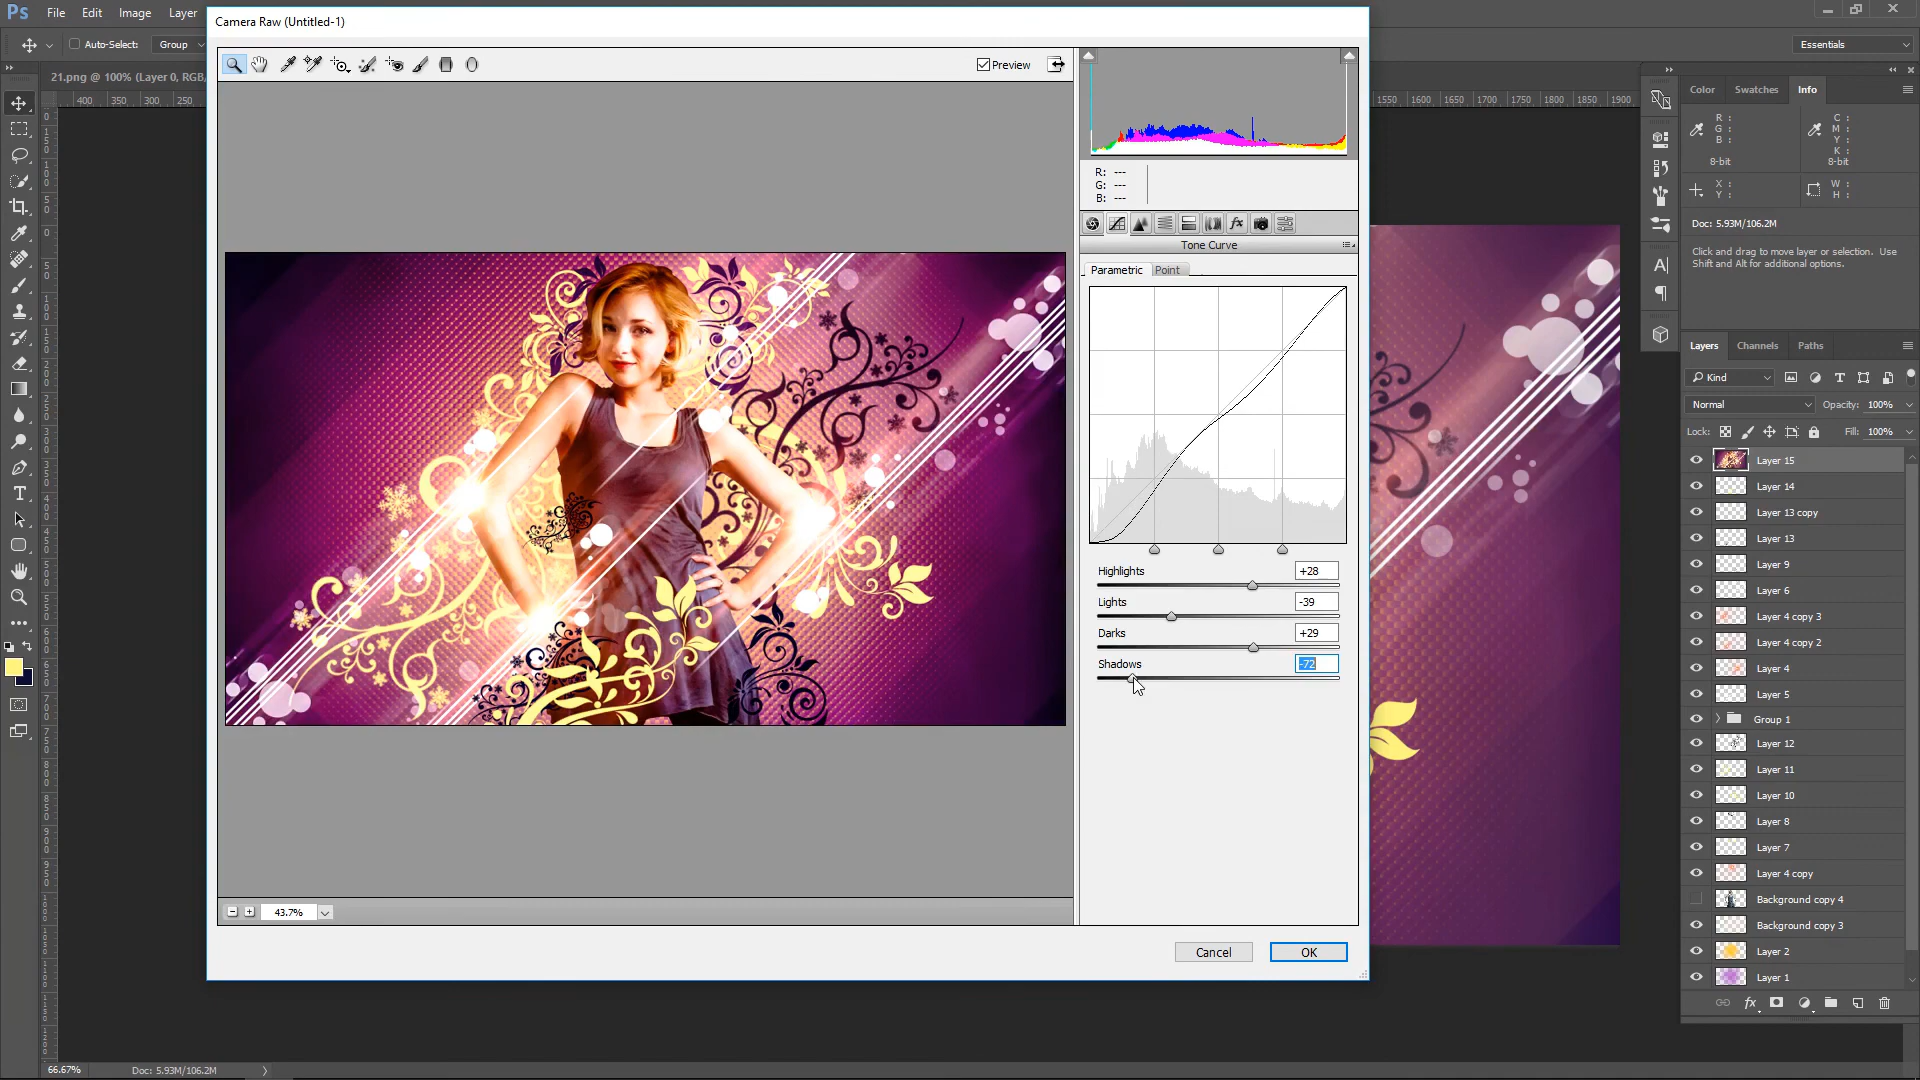 Ps File Edit Image Layer
Camera Raw (Untitled-1)
Auto-Select: Group
Essentials
21.png @ 100% (Layer 0, RGB,
400 350 300 250
1550 1600 1650 1700 1750 1800 1850 1900
Preview
R: ---
G: ---
B: ---
fx
Tone Curve
Parametric Point
Highlights +28
Lights -39
Darks +29
Shadows -72
43.7%
Cancel OK
Color Swatches Info
R : C :
G : M :
B : Y :
K :
8-bit 8-bit
X : W :
Y : H :
Doc: 5.93M/106.2M
Click and drag to move layer or selection. Use
Shift and Alt for additional options.
Layers Channels Paths
Kind
Normal Opacity: 100%
Lock: Fill: 100%
Layer 15
Layer 14
Layer 13 copy
Layer 13
Layer 9
Layer 6
Layer 4 copy 3
Layer 4 copy 2
Layer 4
Layer 5
Group 1
Layer 12
Layer 11
Layer 10
Layer 8
Layer 7
Layer 4 copy
Background copy 4
Background copy 3
Layer 2
Layer 1
fx
66.67% Doc: 5.93M/106.2M